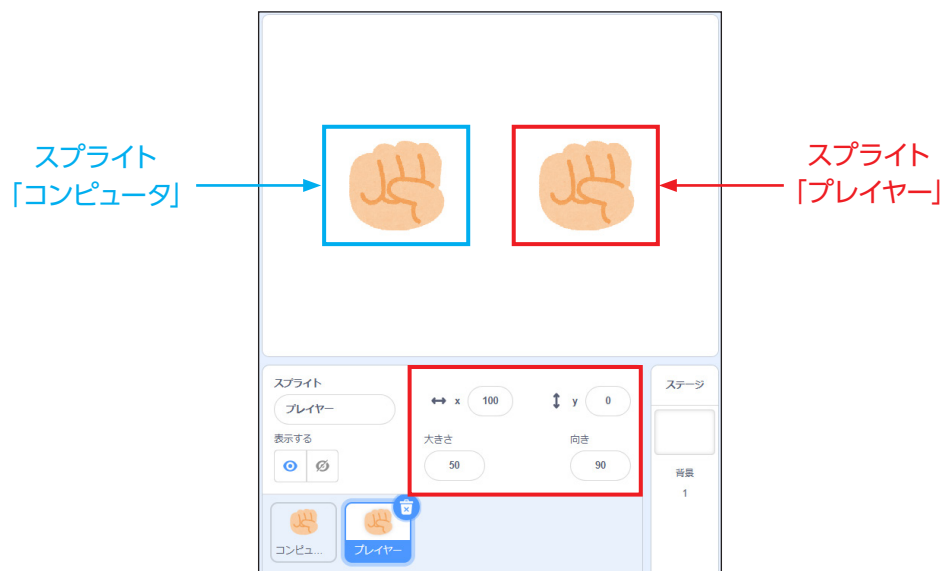 スプライト
「コンピュータ」
スプライト
「プレイヤー」
スプライト
プレイヤー
x 100
y 0
表示する
大きさ
50
向き
90
ステージ
背景
1
コンピュ...
プレイヤー